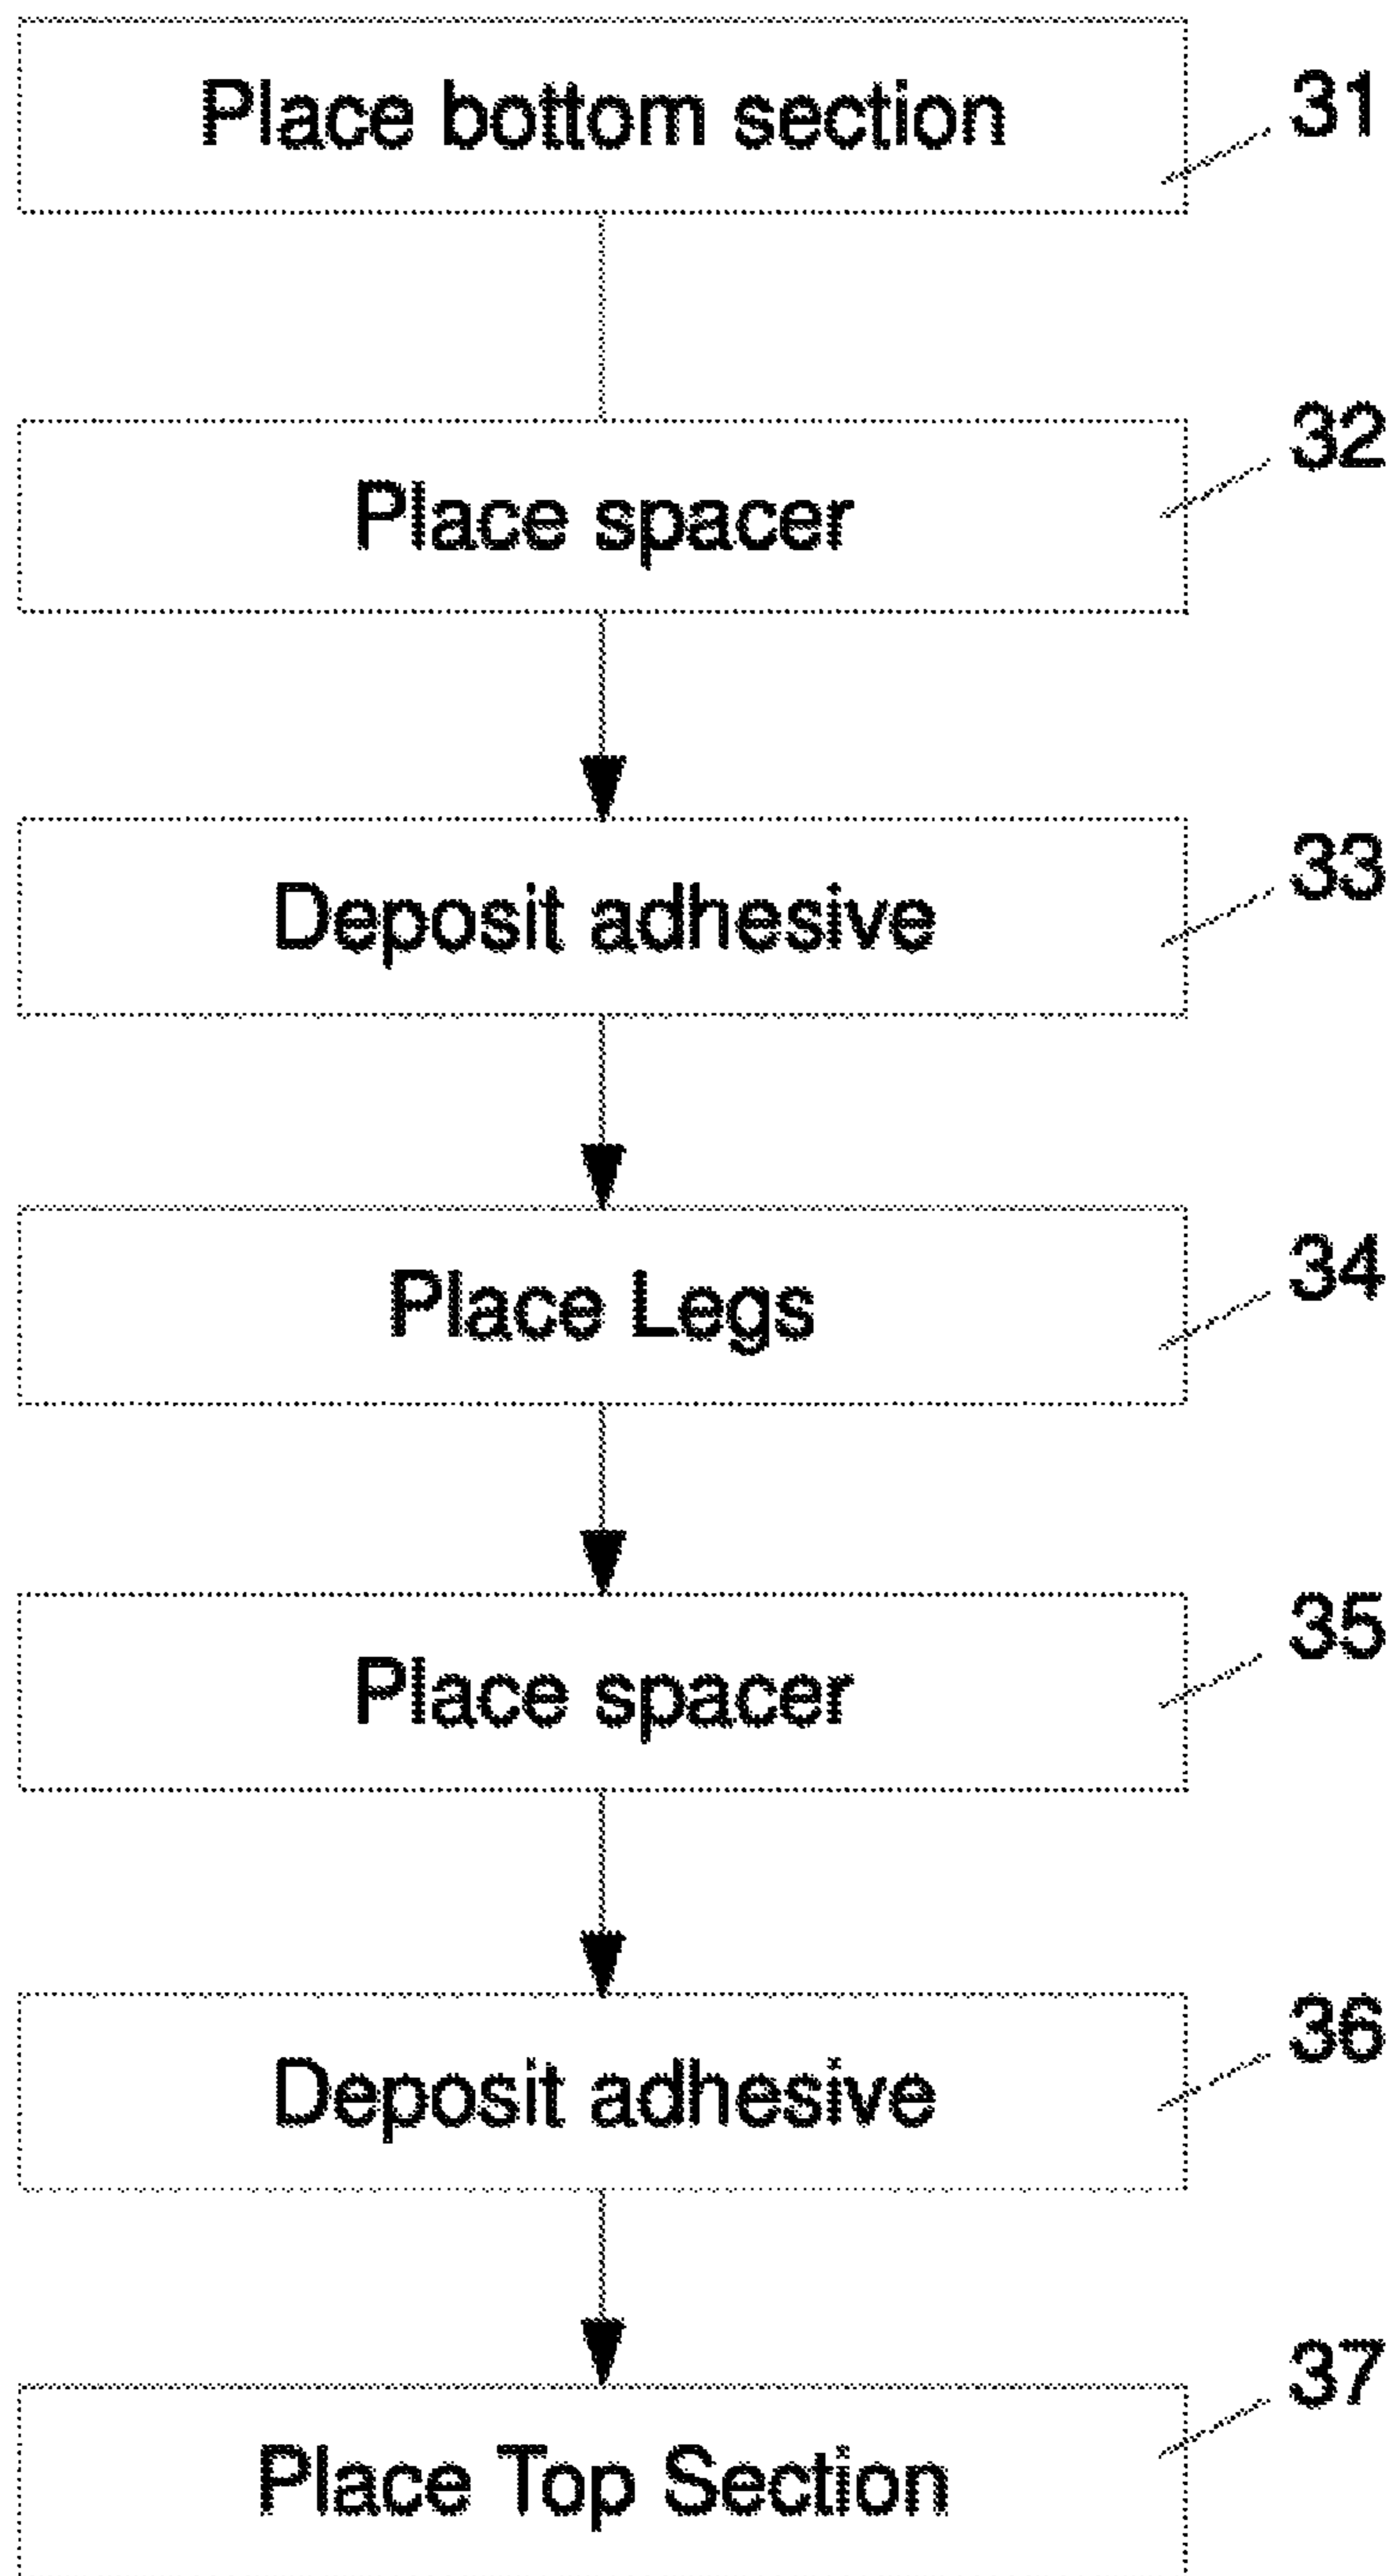 Place bottom section
31
Place spacer
32
Deposit adhesive
33
Place Legs
34
Place spacer
35
Deposit adhesive
36
Place Top Section
37